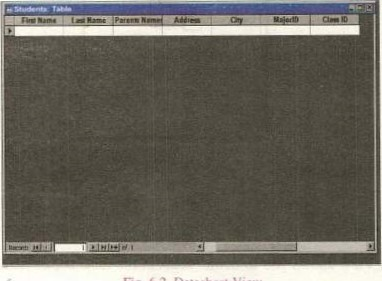 Students: Table
First Name Last Name Parents Names Address City MajorID Class ID
Record: 1 of 1
Fig. 6.2 Datasheet View